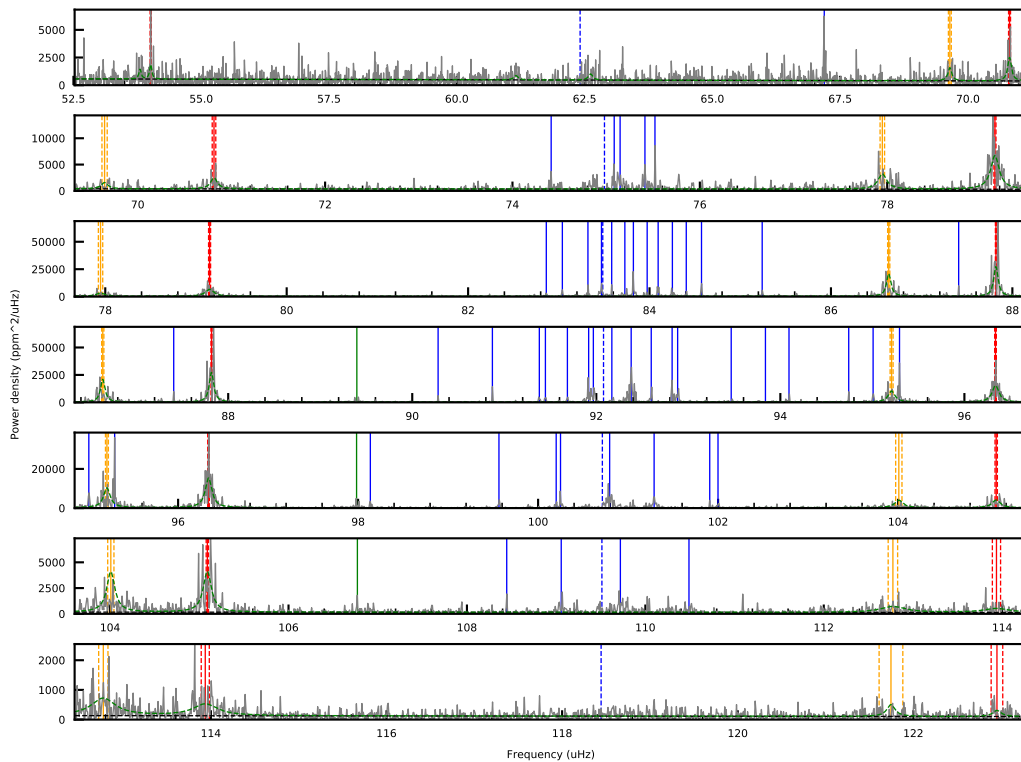 5000
2500
0
52.5 55.0 57.5 60.0 62.5 65.0 67.5 70.0
10000
5000
0
70 72 74 76 78
50000
25000
0
78 80 82 84 86 88
50000
25000
0
88 90 92 94 96
20000
0
96 98 100 102 104
5000
2500
0
104 106 108 110 112 114
2000
1000
0
114 116 118 120 122
Power density (ppm^2/uHz)
Frequency (uHz)